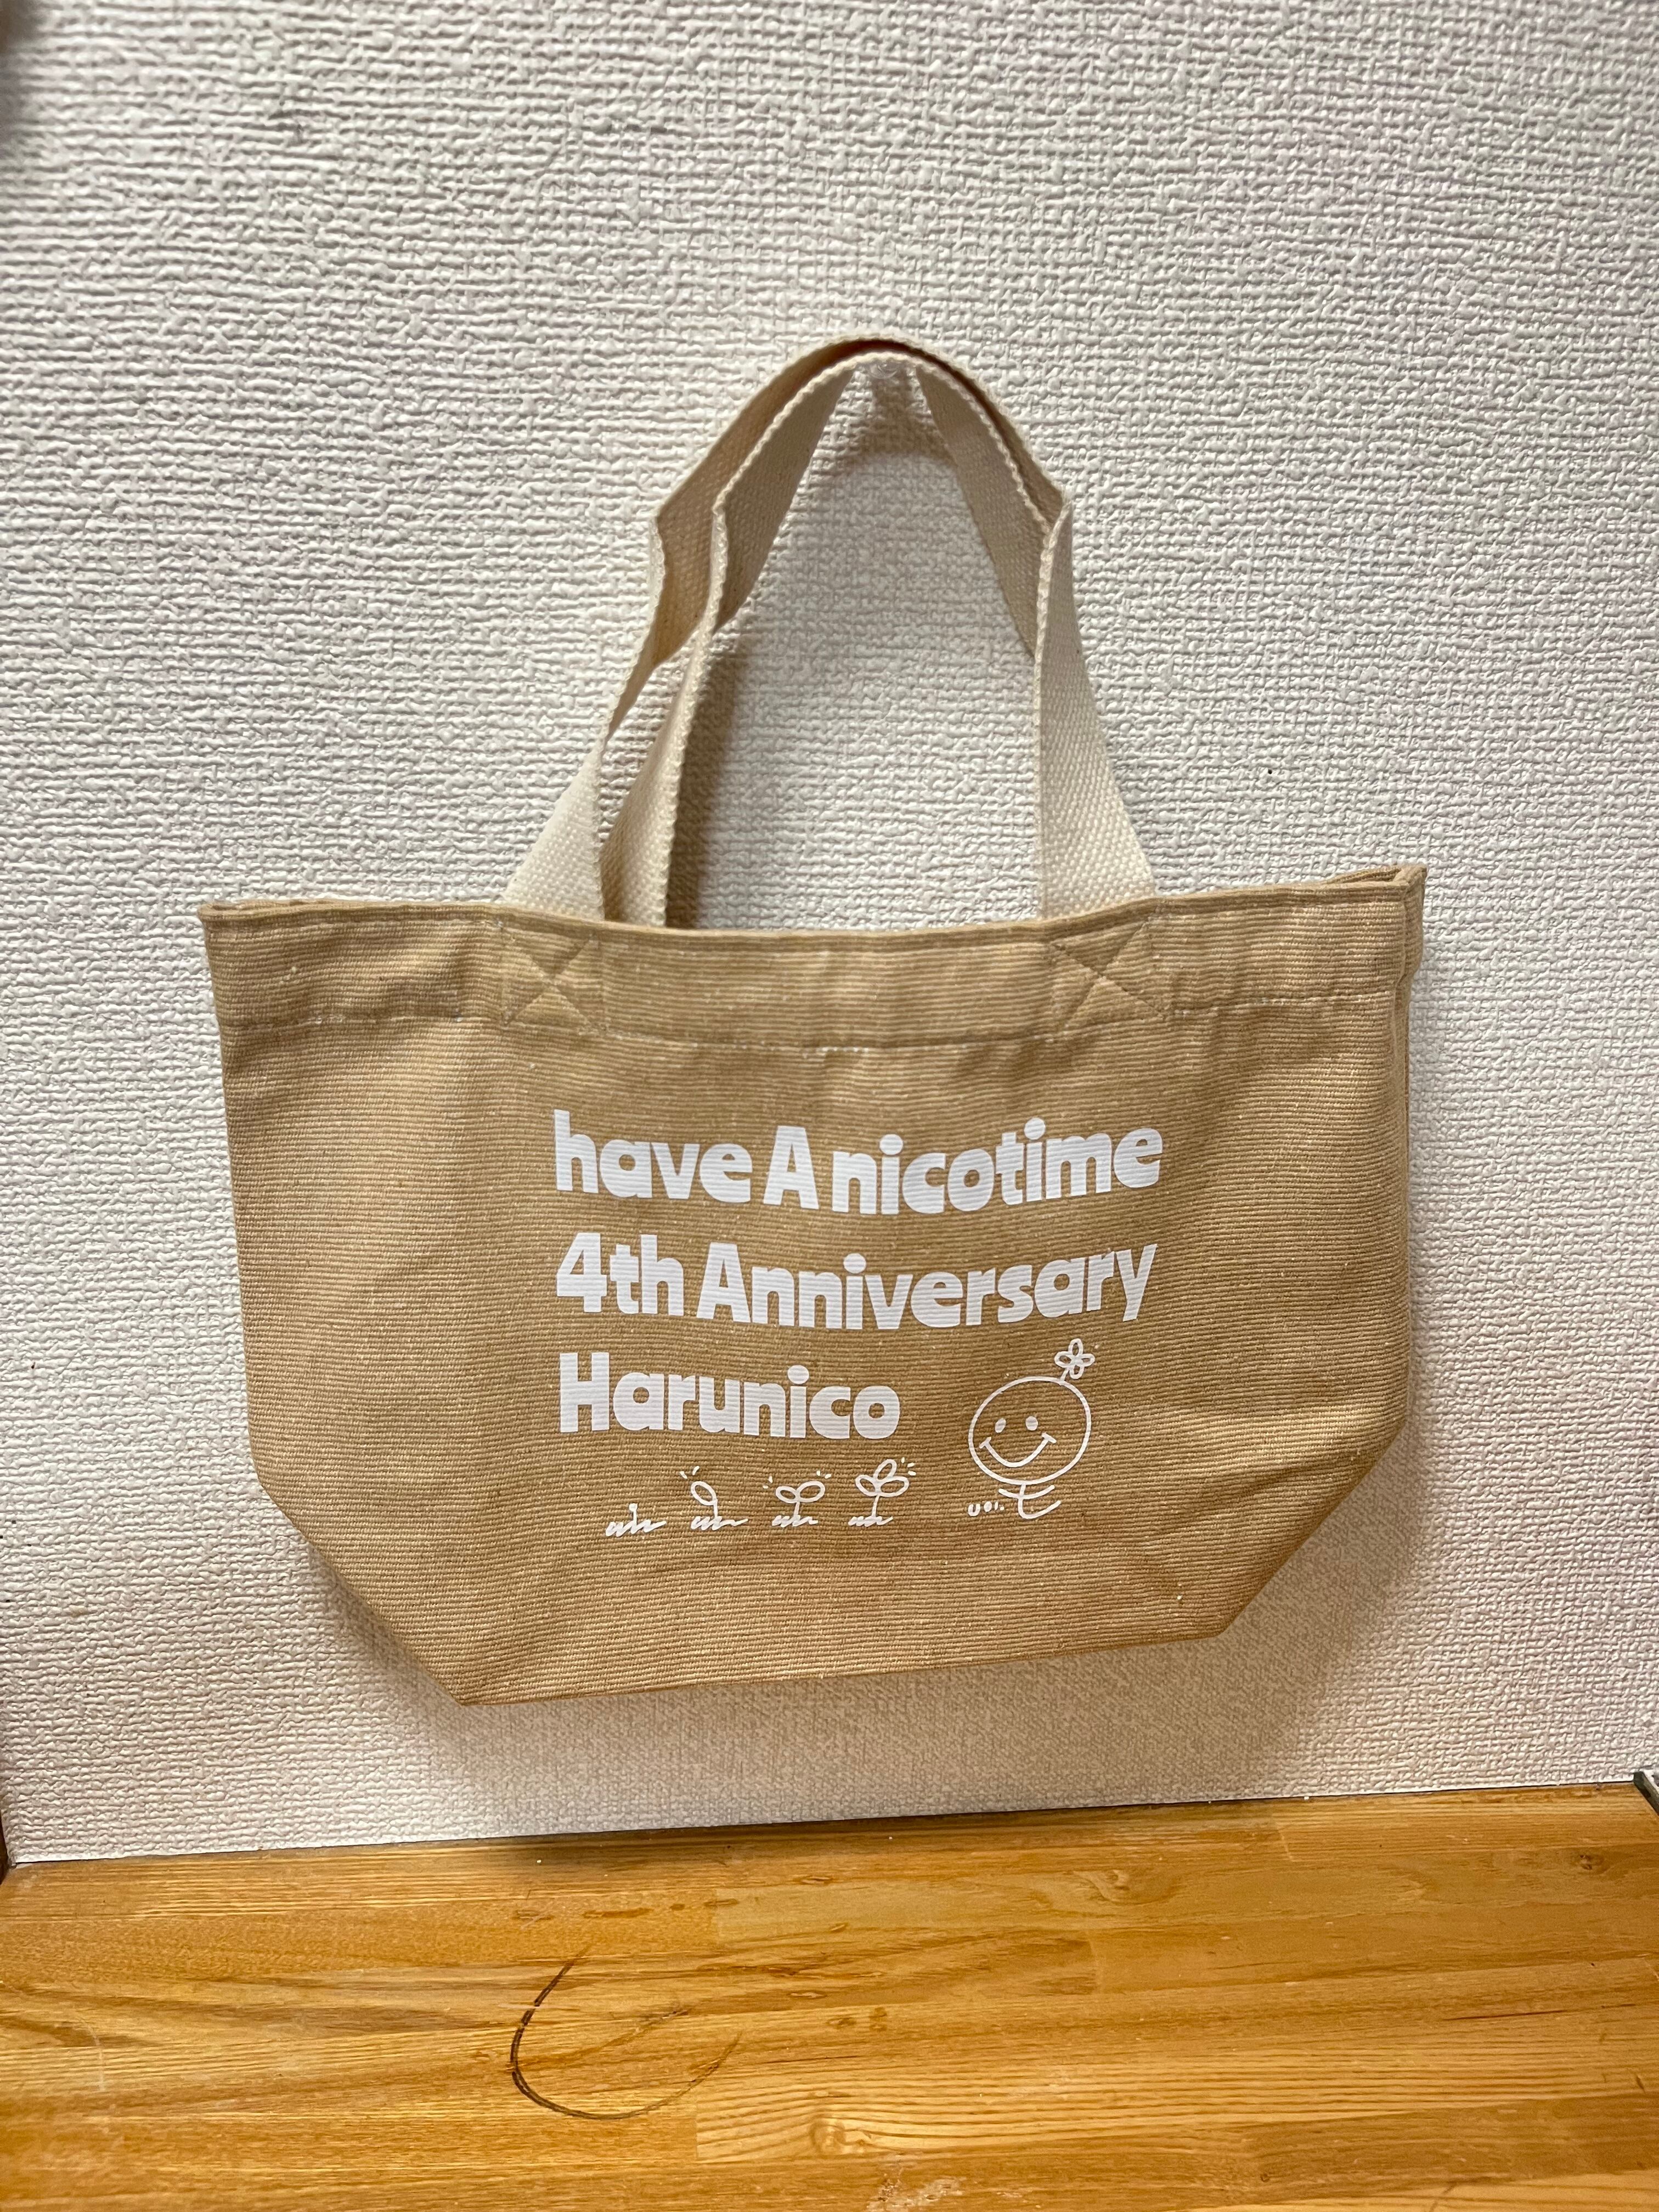 have A nicotime
4th Anniversary
Harunico